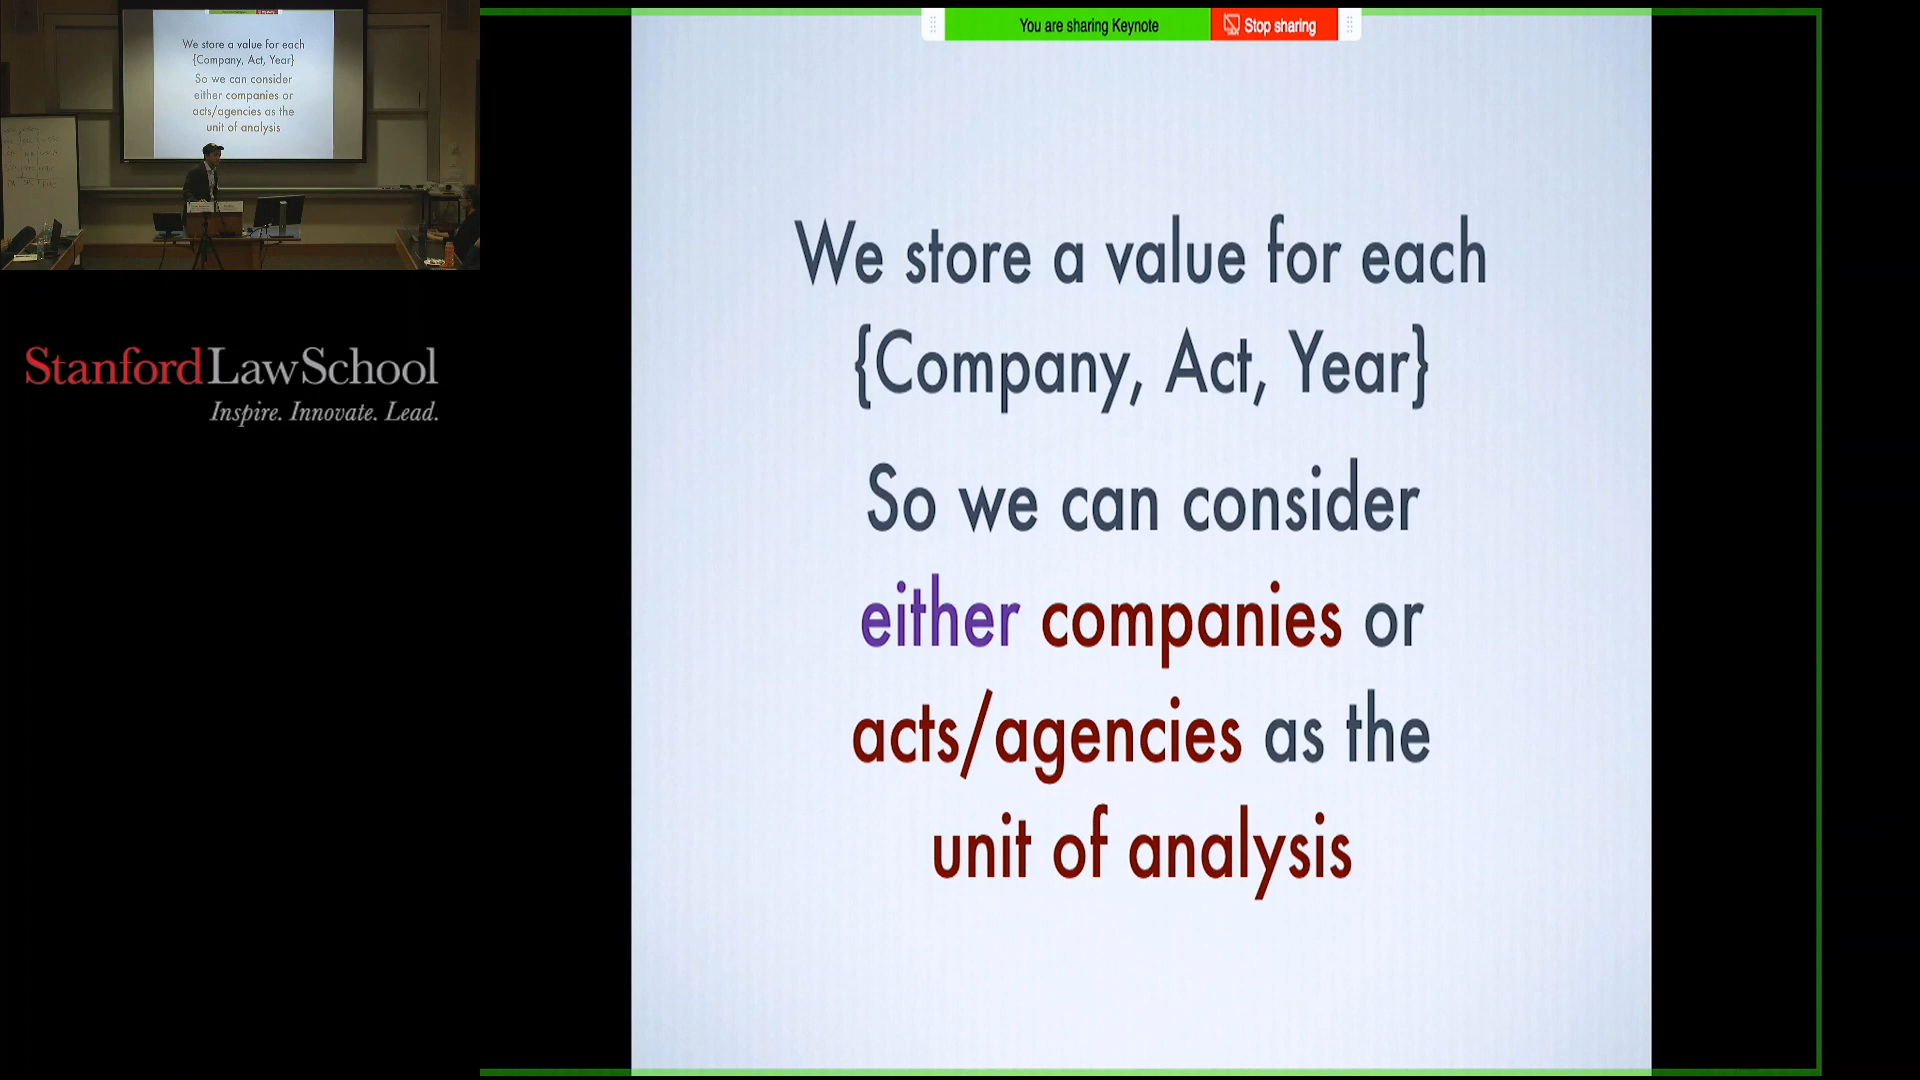 We store a value for each
{Company, Act, Year}
So we can consider
either companies or
acts/agencies as the
unit of analysis
Stanford Law School
Inspire. Innovate. Lead.
You are sharing Keynote
Stop sharing
We store a value for each
{Company, Act, Year}
So we can consider
either companies or
acts/agencies as the
unit of analysis